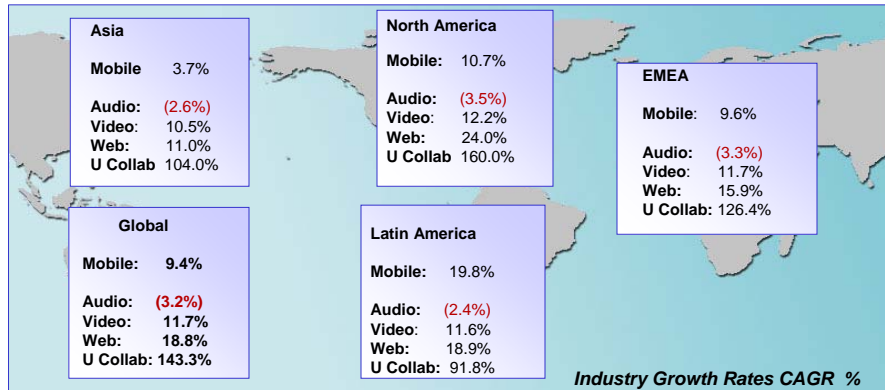 Asia
Mobile 3.7%
Audio: (2.6%)
Video: 10.5%
Web: 11.0%
U Collab 104.0%
North America
Mobile: 10.7%
Audio: (3.5%)
Video: 12.2%
Web: 24.0%
U Collab 160.0%
EMEA
Mobile: 9.6%
Audio: (3.3%)
Video: 11.7%
Web: 15.9%
U Collab: 126.4%
Global
Mobile: 9.4%
Audio: (3.2%)
Video: 11.7%
Web: 18.8%
U Collab: 143.3%
Latin America
Mobile: 19.8%
Audio: (2.4%)
Video: 11.6%
Web: 18.9%
U Collab: 91.8%
Industry Growth Rates CAGR %